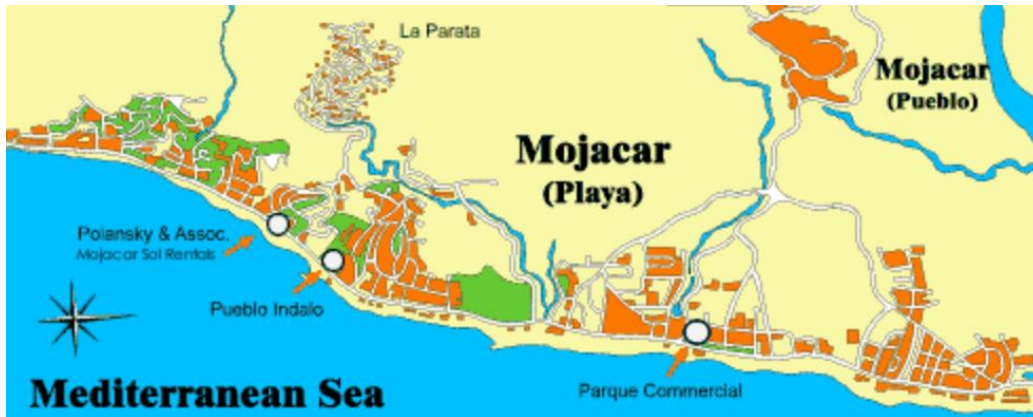 La Parata
Mojacar
(Pueblo)
Mojacar
(Playa)
Polansky & Assoc.
Mojacar Sol Rentals
Pueblo Indalo
Parque Commercial
Mediterranean Sea